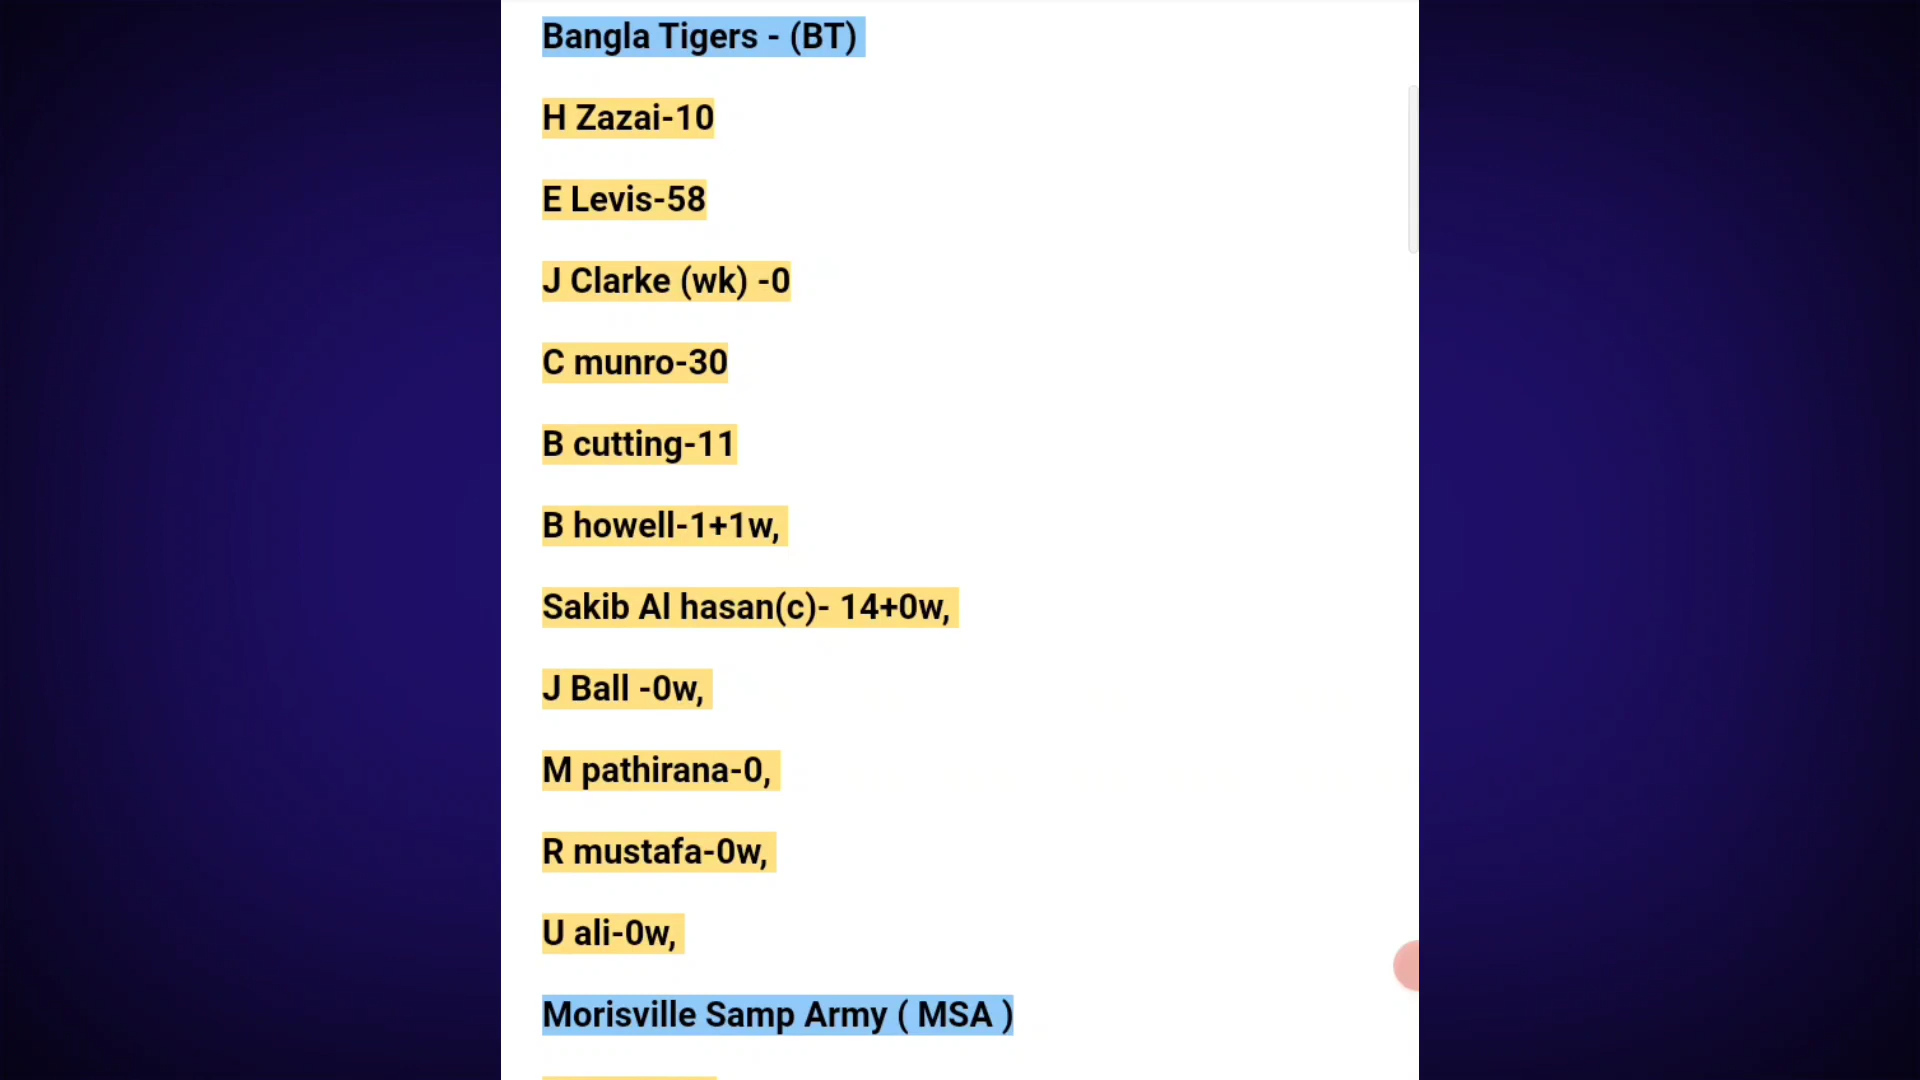 Bangla Tigers - (BT)
H Zazai-10
E Levis-58
J Clarke (wk) -0
C munro-30
B cutting-11
B howell-1+1w,
Sakib Al hasan(c)- 14+0w,
J Ball -0w,
M pathirana-0,
R mustafa-0w,
U ali-0w,
Morisville Samp Army ( MSA )